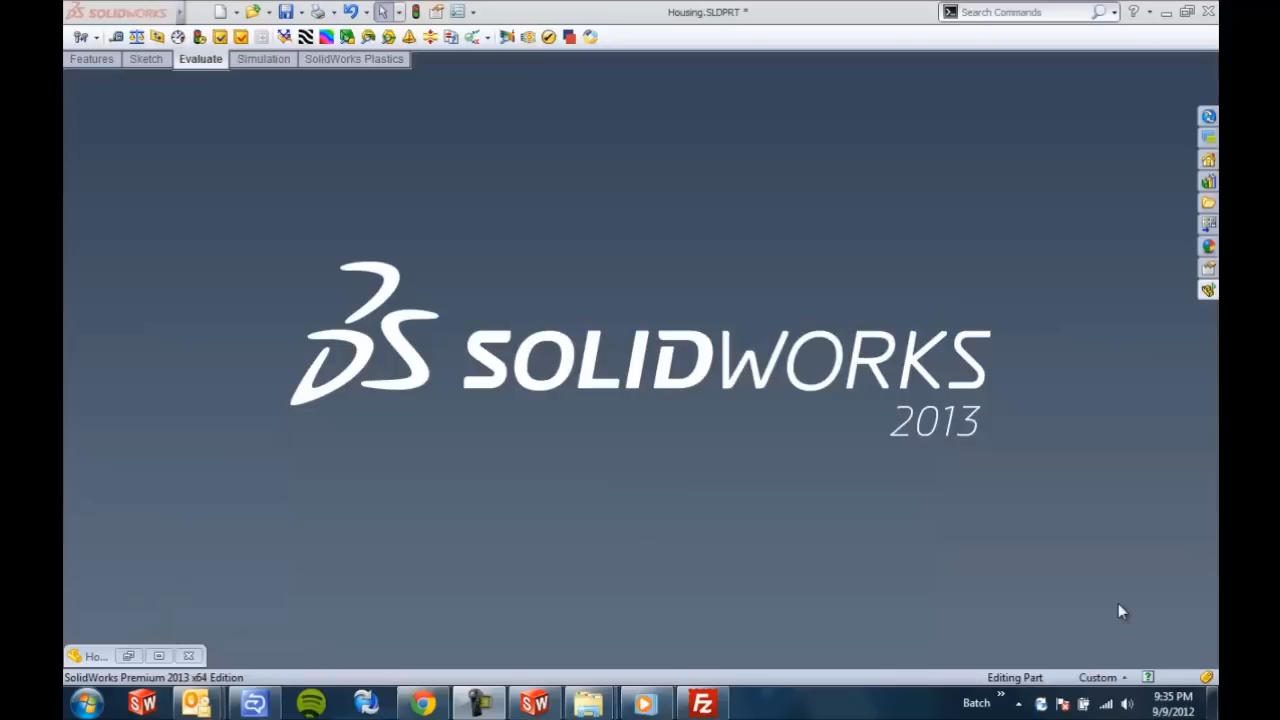 SOLIDWORKS
Housing.SLDPRT *
Search Commands
Features Sketch Evaluate Simulation SolidWorks Plastics
SOLIDWORKS
2013
Ho...
SolidWorks Premium 2013 x64 Edition
Editing Part
Custom
Batch
9:35 PM
9/9/2012